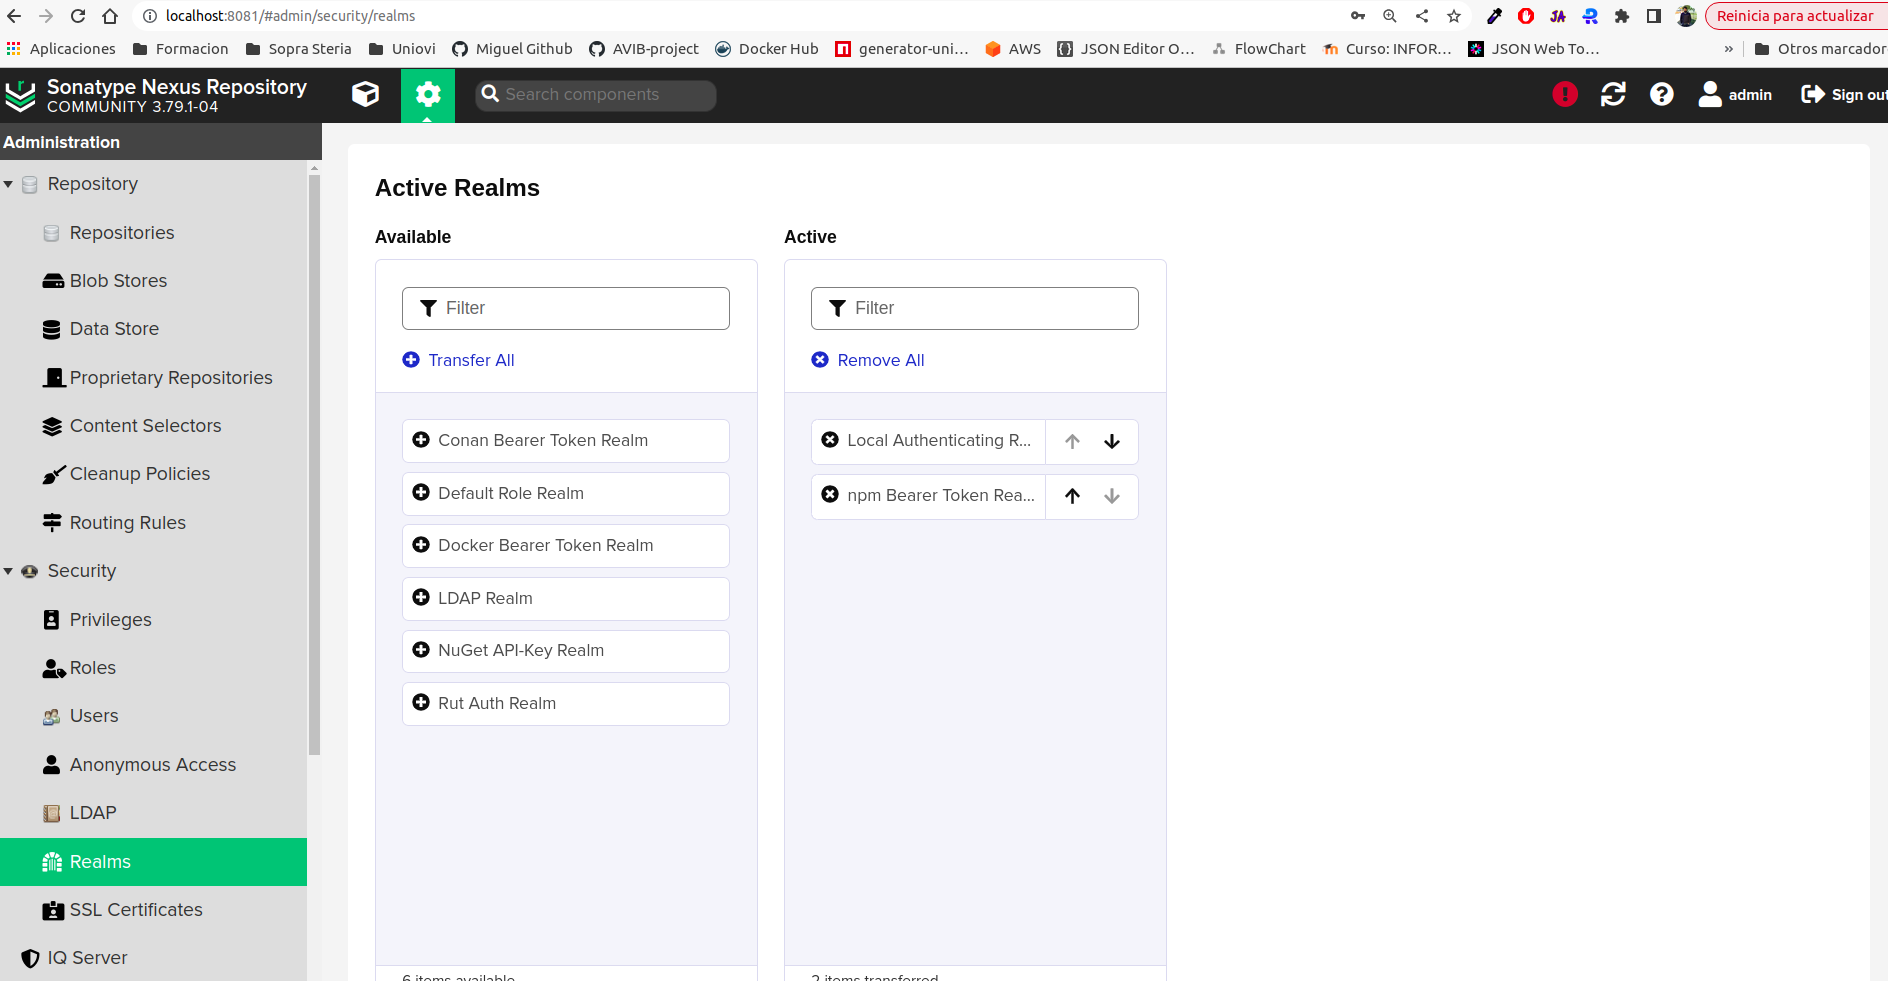 localhost:8081/#admin/security/realms
Reinicia para actualizar
Aplicaciones Formacion Sopra Steria Uniovi Miguel Github AVIB-project Docker Hub generator-uni... AWS JSON Editor O... FlowChart Curso: INFOR... JSON Web To... » Otros marcador
Sonatype Nexus Repository
COMMUNITY 3.79.1-04
Search components
admin
Sign out
Administration
Repository
Repositories
Blob Stores
Data Store
Proprietary Repositories
Content Selectors
Cleanup Policies
Routing Rules
Security
Privileges
Roles
Users
Anonymous Access
LDAP
Realms
SSL Certificates
IQ Server
Active Realms
Available
Filter
Transfer All
Conan Bearer Token Realm
Default Role Realm
Docker Bearer Token Realm
LDAP Realm
NuGet API-Key Realm
Rut Auth Realm
6 items available
Active
Filter
Remove All
Local Authenticating R...
npm Bearer Token Rea...
2 items transferred